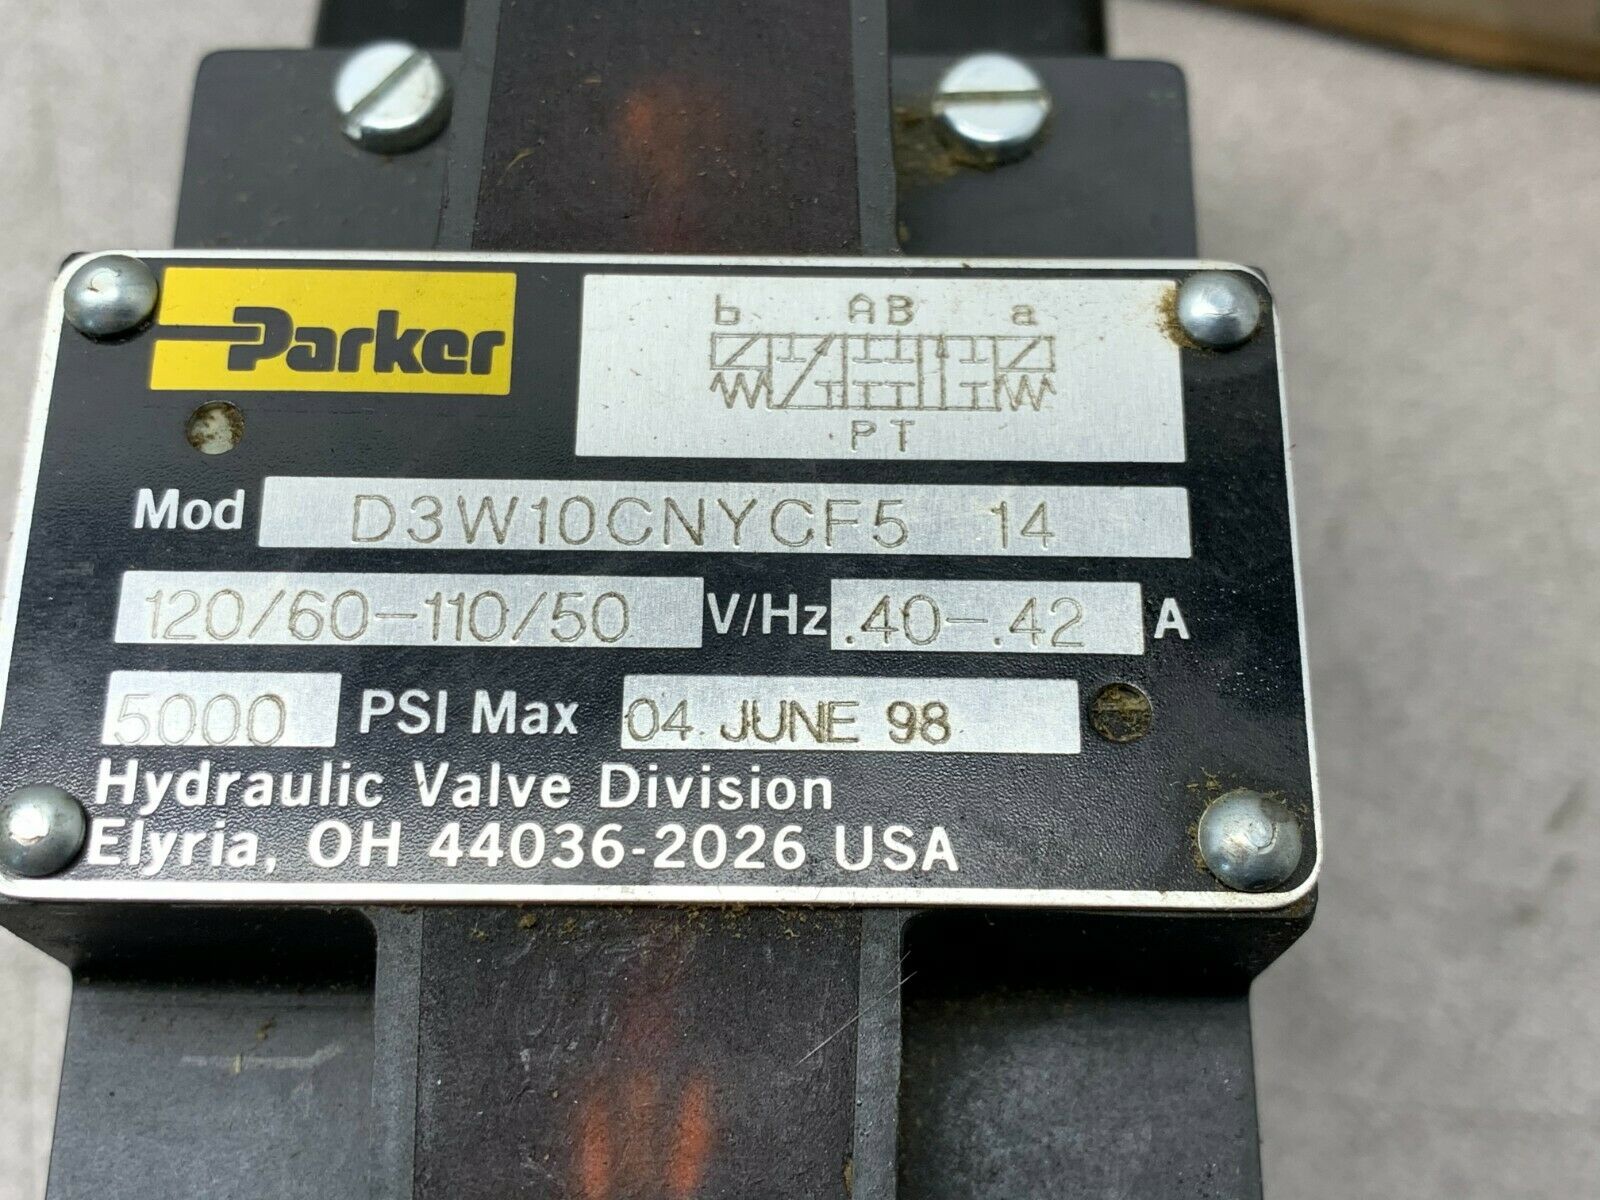 Parker
b AB a
PT
Mod D3W10CNYCF5 14
120/60-110/50 V/Hz .40-.42 A
5000 PSI Max 04 JUNE 98
Hydraulic Valve Division
Elyria, OH 44036-2026 USA